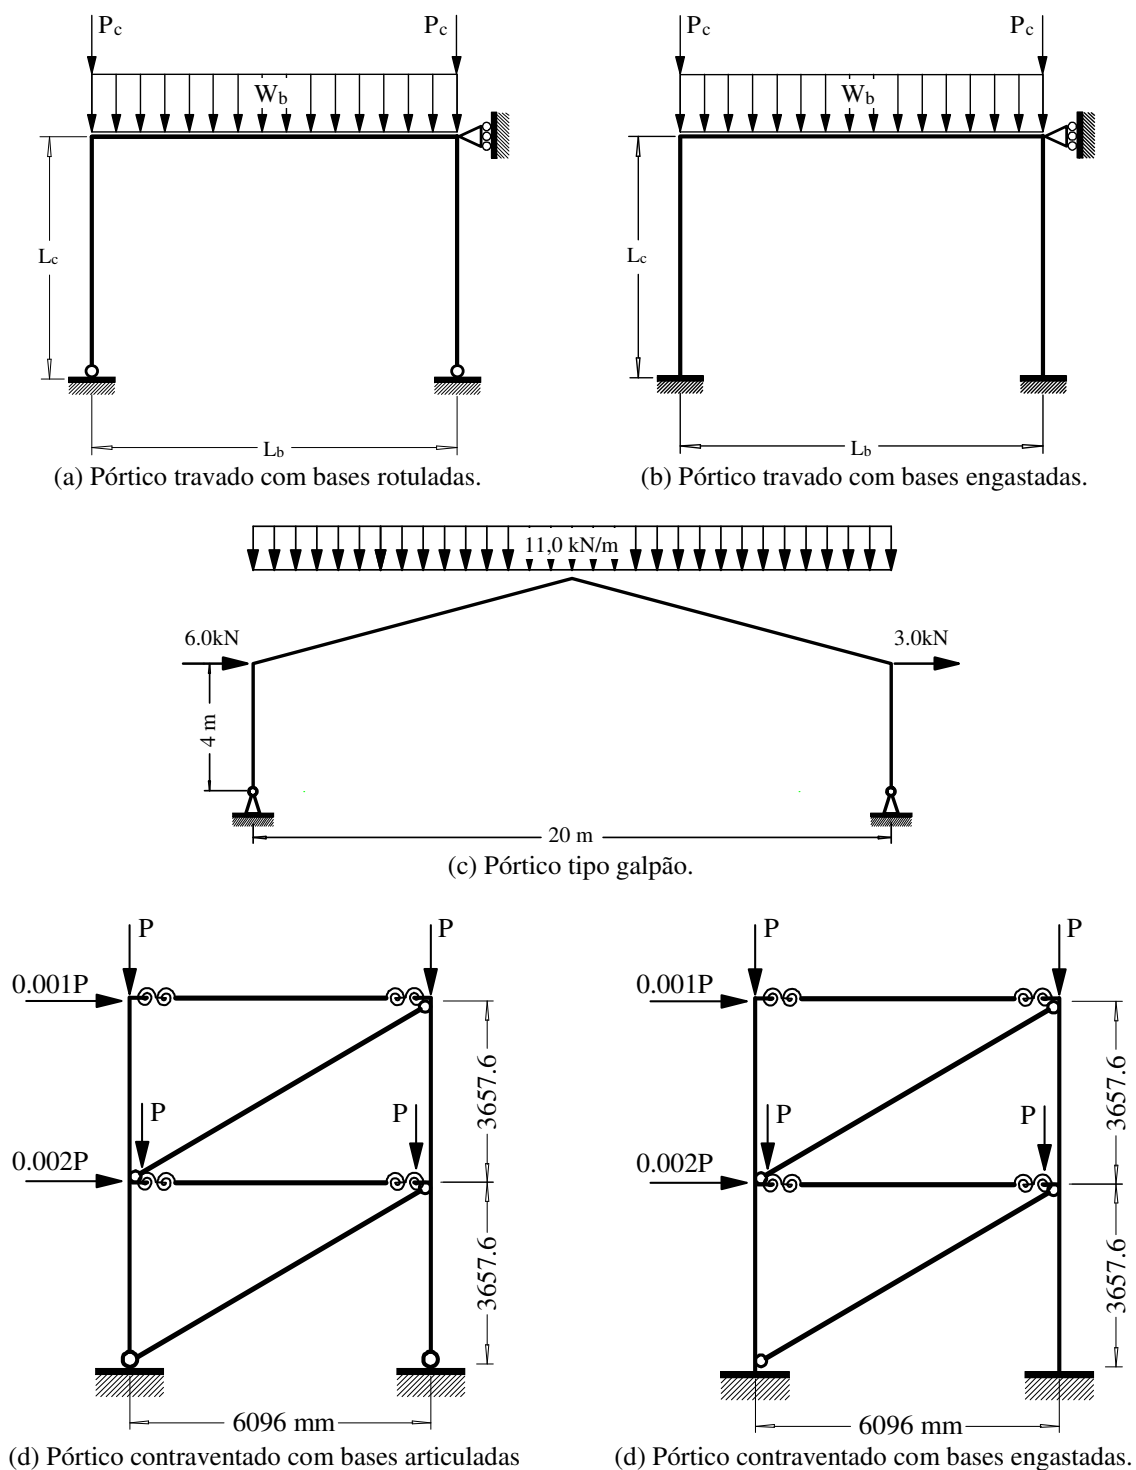 Pc Pc Pc Pc
Wb Wb
Lc Lc
Lb Lb
(a) Pórtico travado com bases rotuladas. (b) Pórtico travado com bases engastadas.
11,0 kN/m
6.0kN 3.0kN
4 m
20 m
(c) Pórtico tipo galpão.
P P P P
0.001P 0.001P
3657.6 3657.6
P P P P
0.002P 0.002P
3657.6 3657.6
6096 mm 6096 mm
(d) Pórtico contraventado com bases articuladas (d) Pórtico contraventado com bases engastadas.